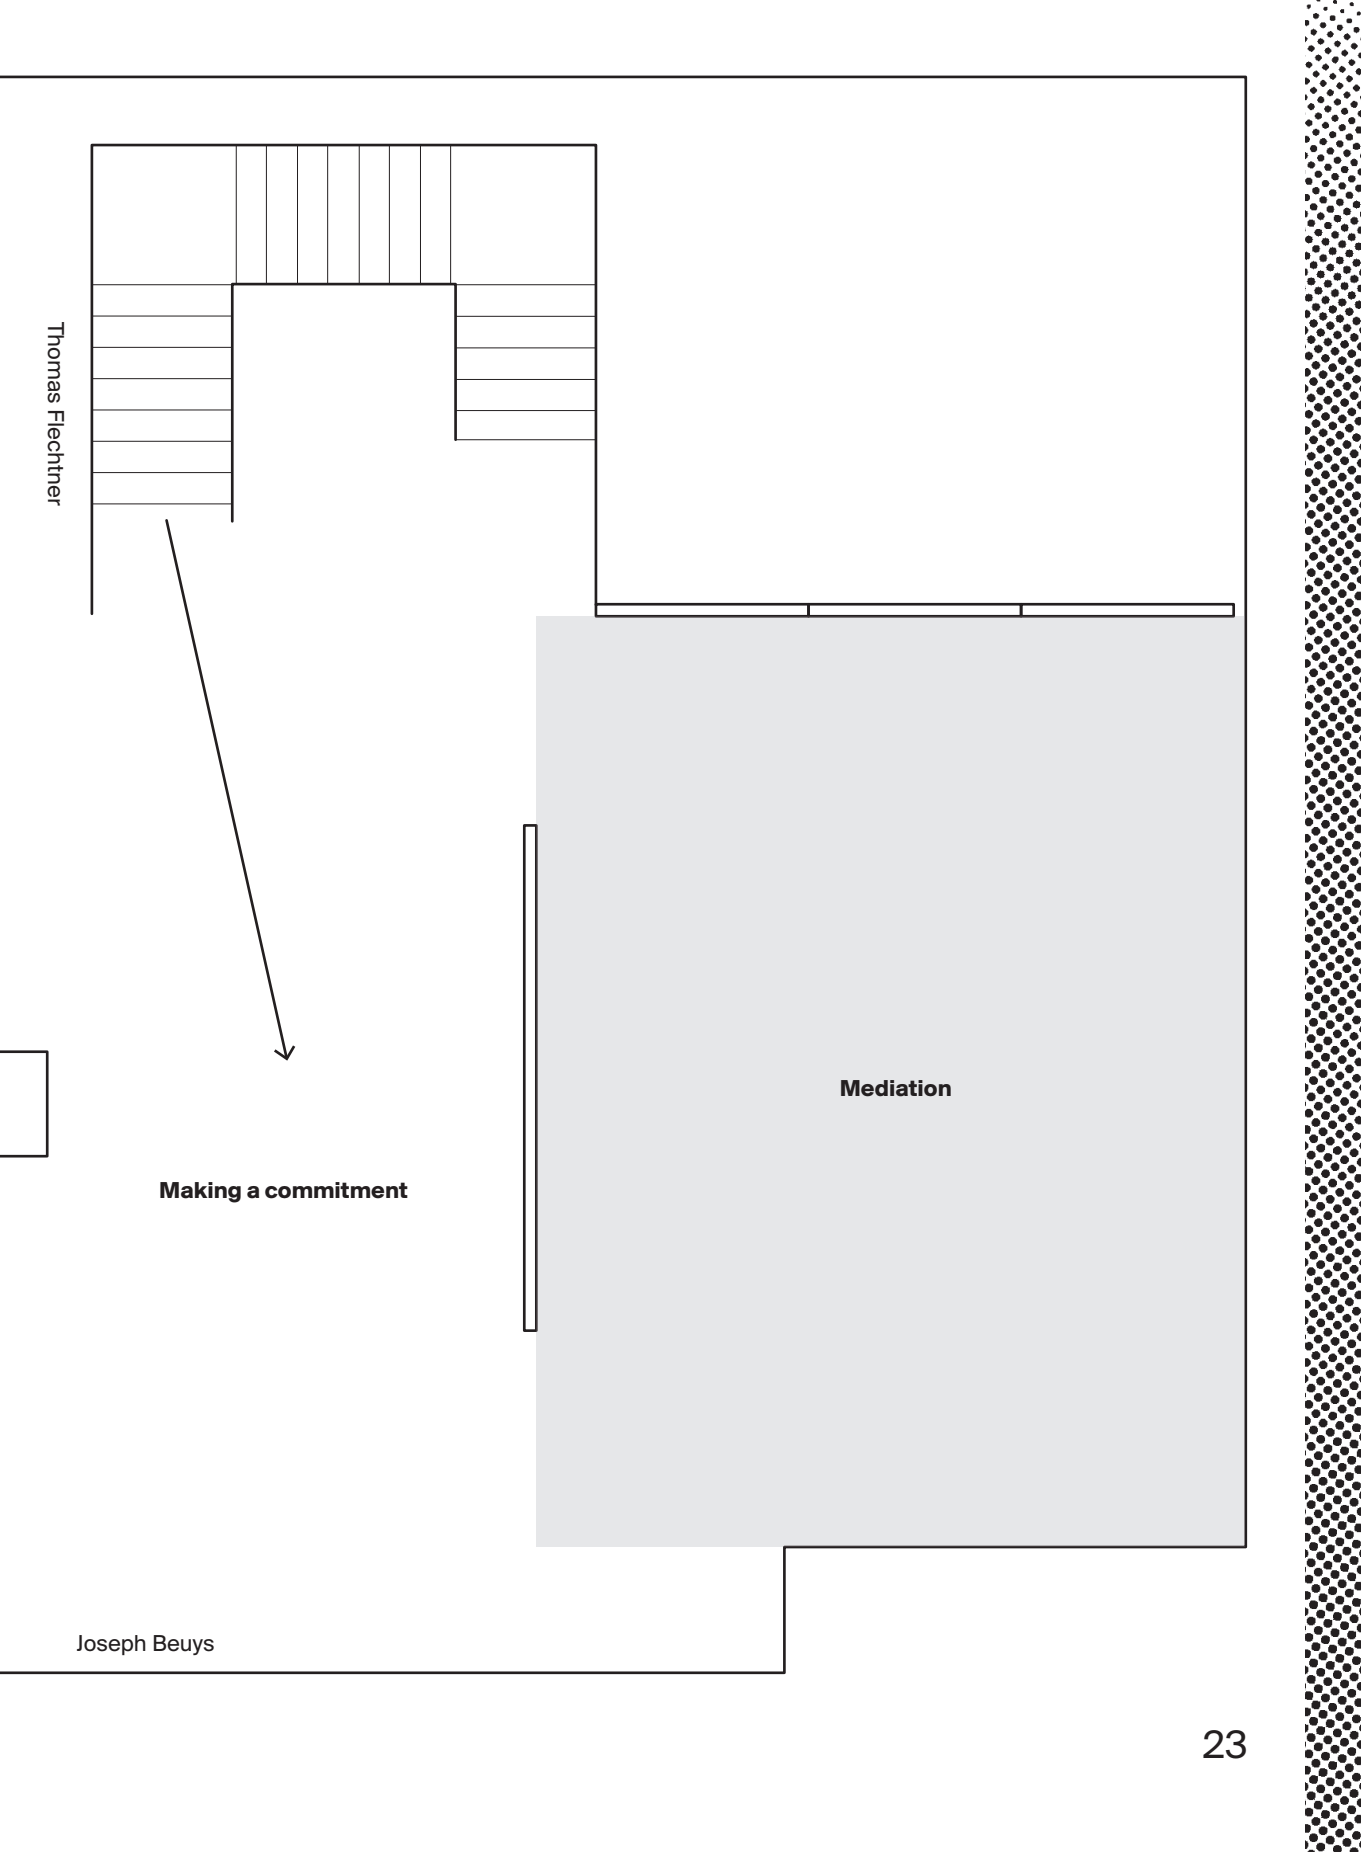 Thomas Flechtner
Mediation
Making a commitment
Joseph Beuys
23